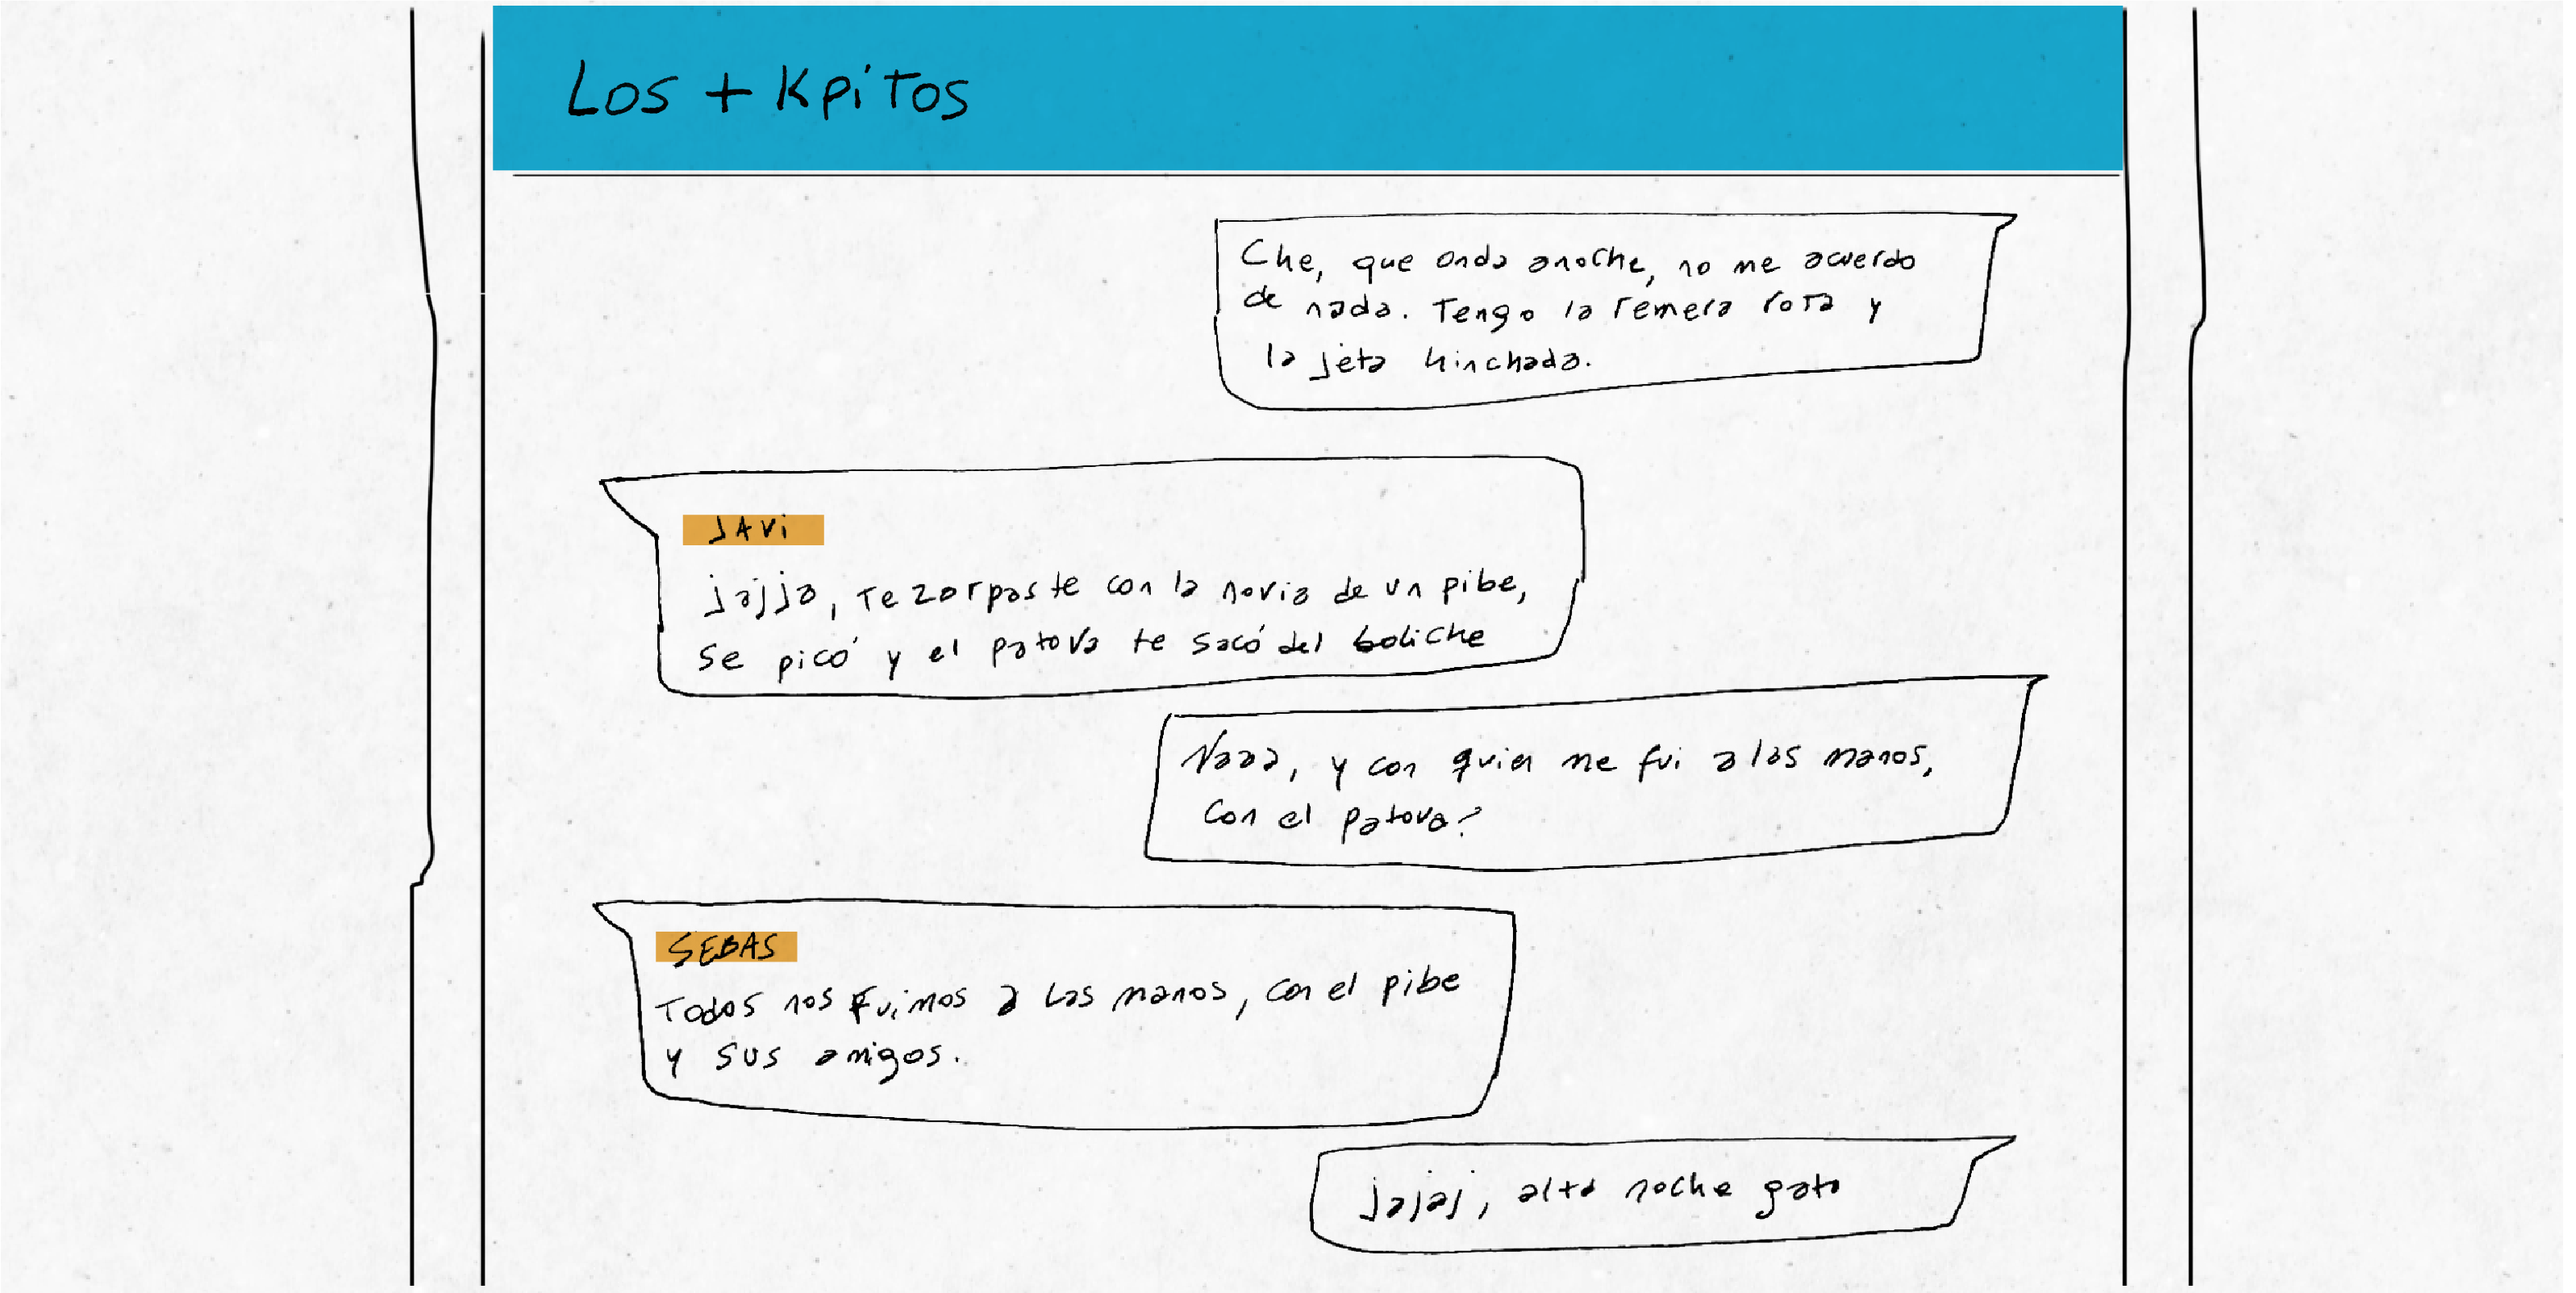 Los + Kpitos
Che, que onda anoche, no me acuerdo
de nada. Tengo la remera rota y
la jeta hinchada.
JAVi
jajja, te zarpaste con la novia de un pibe,
se picó y el patova te sacó del boliche
Naaa, y con quien me fui a las manos,
con el patova?
SEBAS
Todos nos fuimos a las manos, con el pibe
y sus amigos.
jajaj, alta noche gato